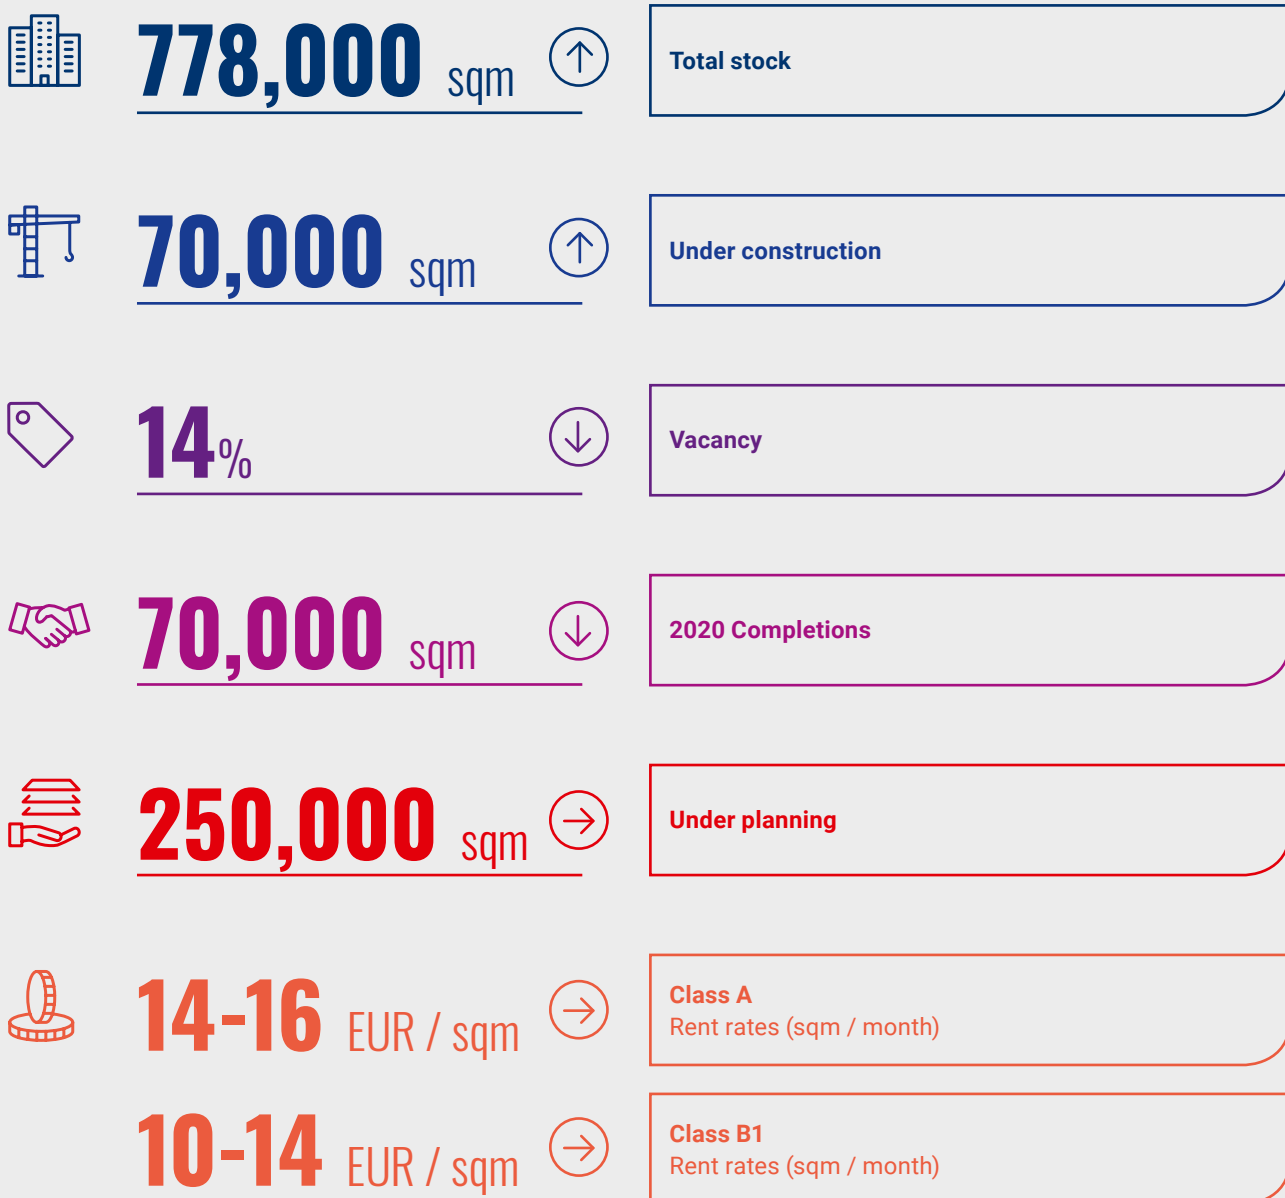 778,000 sqm
Total stock
70,000 sqm
Under construction
14%
Vacancy
70,000 sqm
2020 Completions
250,000 sqm
Under planning
14-16 EUR / sqm
Class A
Rent rates (sqm / month)
10-14 EUR / sqm
Class B1
Rent rates (sqm / month)